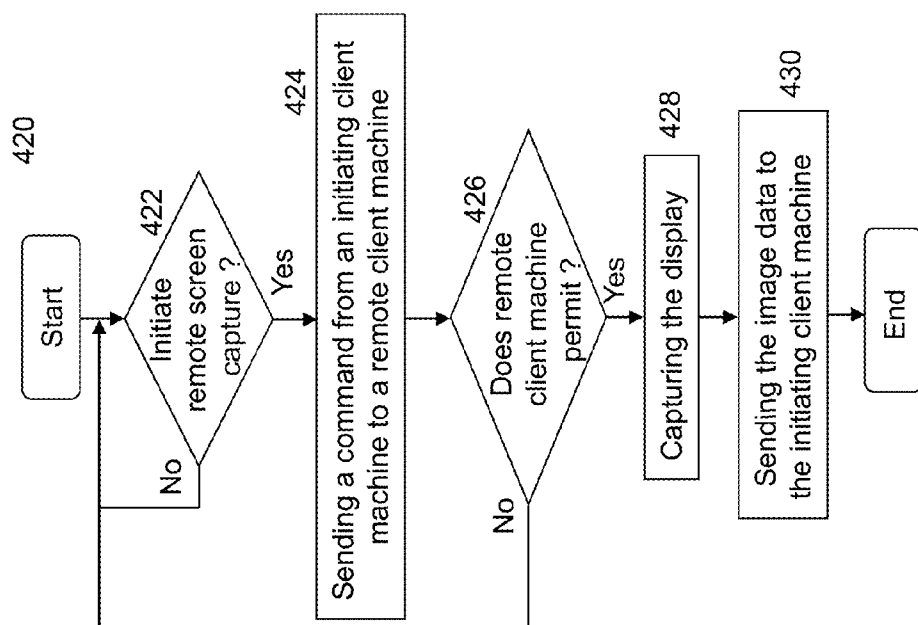 420
Start
422
Initiate
remote screen
capture ?
No
Yes
424
Sending a command from an initiating client
machine to a remote client machine
426
Does remote
client machine
permit ?
No
Yes
428
Capturing the display
430
Sending the image data to
the initiating client machine
End